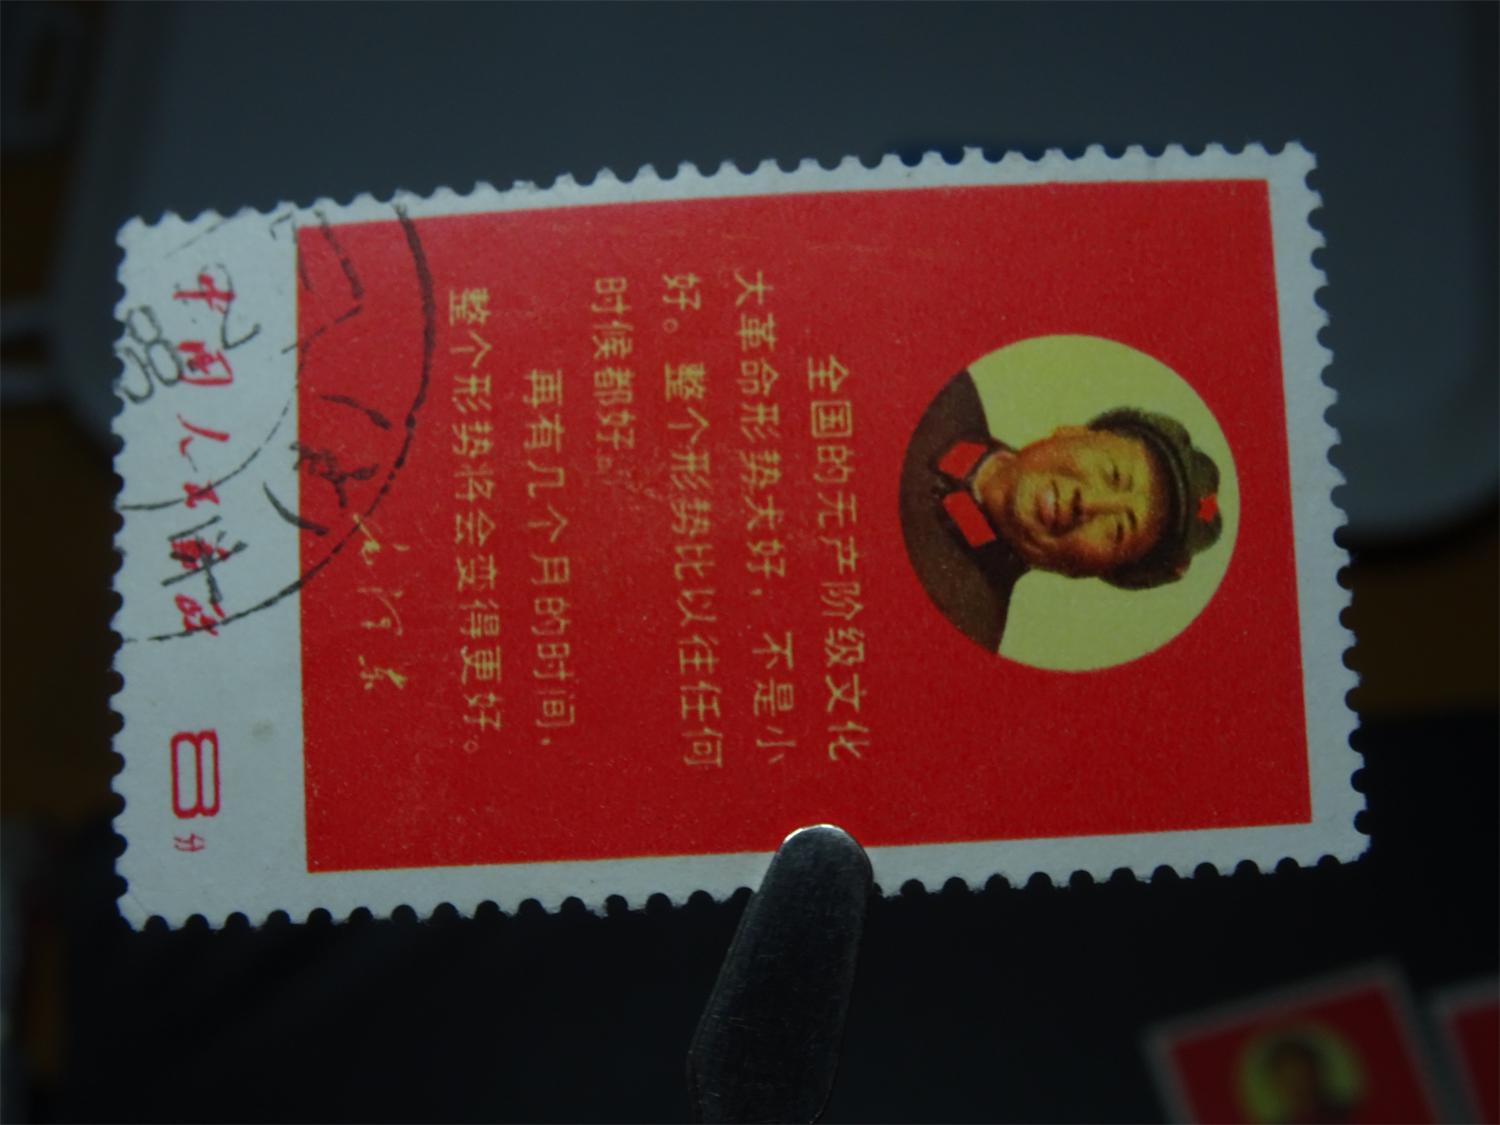 全国的无产阶级文化
大革命形势大好，不是小
好。整个形势比以往任何
时候都好。
再有几个月的时间，
整个形势将会变得更好。
毛泽东
中国人民邮政
8分